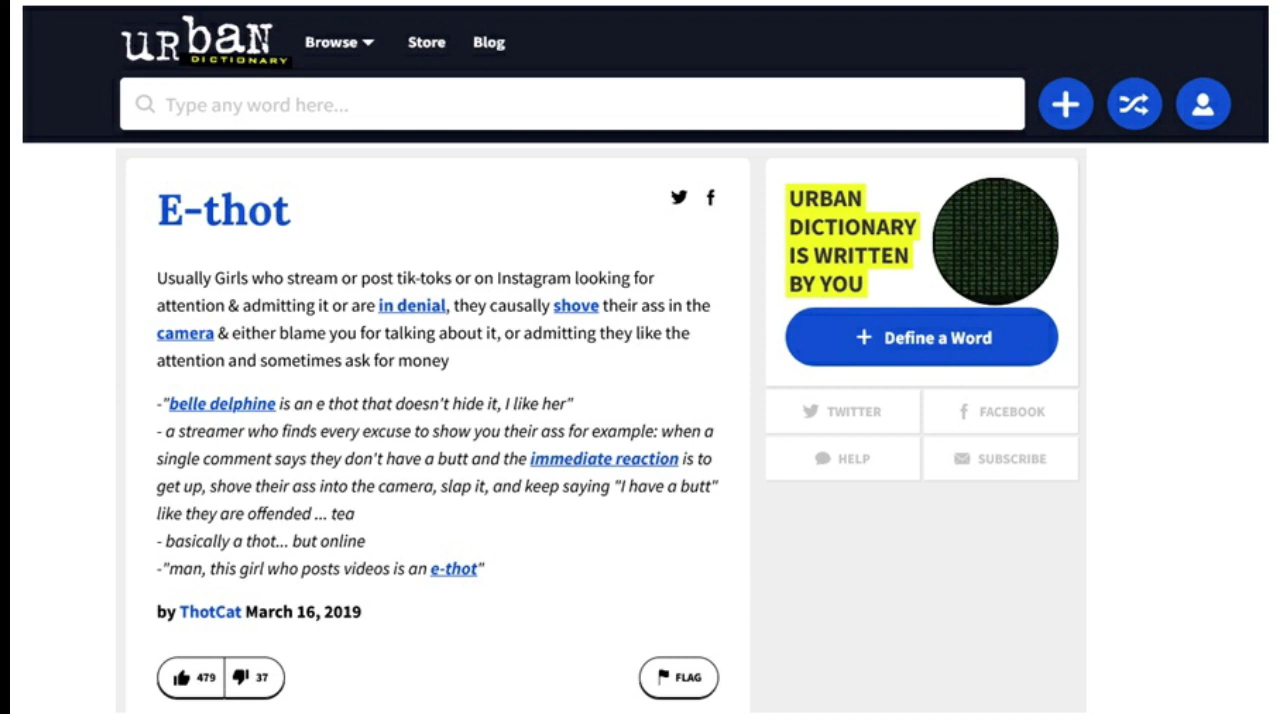 urban
DICTIONARY
Browse
Store
Blog
Type any word here...
E-thot
Usually Girls who stream or post tik-toks or on Instagram looking for
attention & admitting it or are in denial, they causally shove their ass in the
camera & either blame you for talking about it, or admitting they like the
attention and sometimes ask for money
-"belle delphine is an e thot that doesn't hide it, I like her"
- a streamer who finds every excuse to show you their ass for example: when a
single comment says they don't have a butt and the immediate reaction is to
get up, shove their ass into the camera, slap it, and keep saying "I have a butt"
like they are offended ... tea
- basically a thot... but online
-"man, this girl who posts videos is an e-thot"
by ThotCat March 16, 2019
479
37
FLAG
URBAN
DICTIONARY
IS WRITTEN
BY YOU
+ Define a Word
TWITTER
FACEBOOK
HELP
SUBSCRIBE